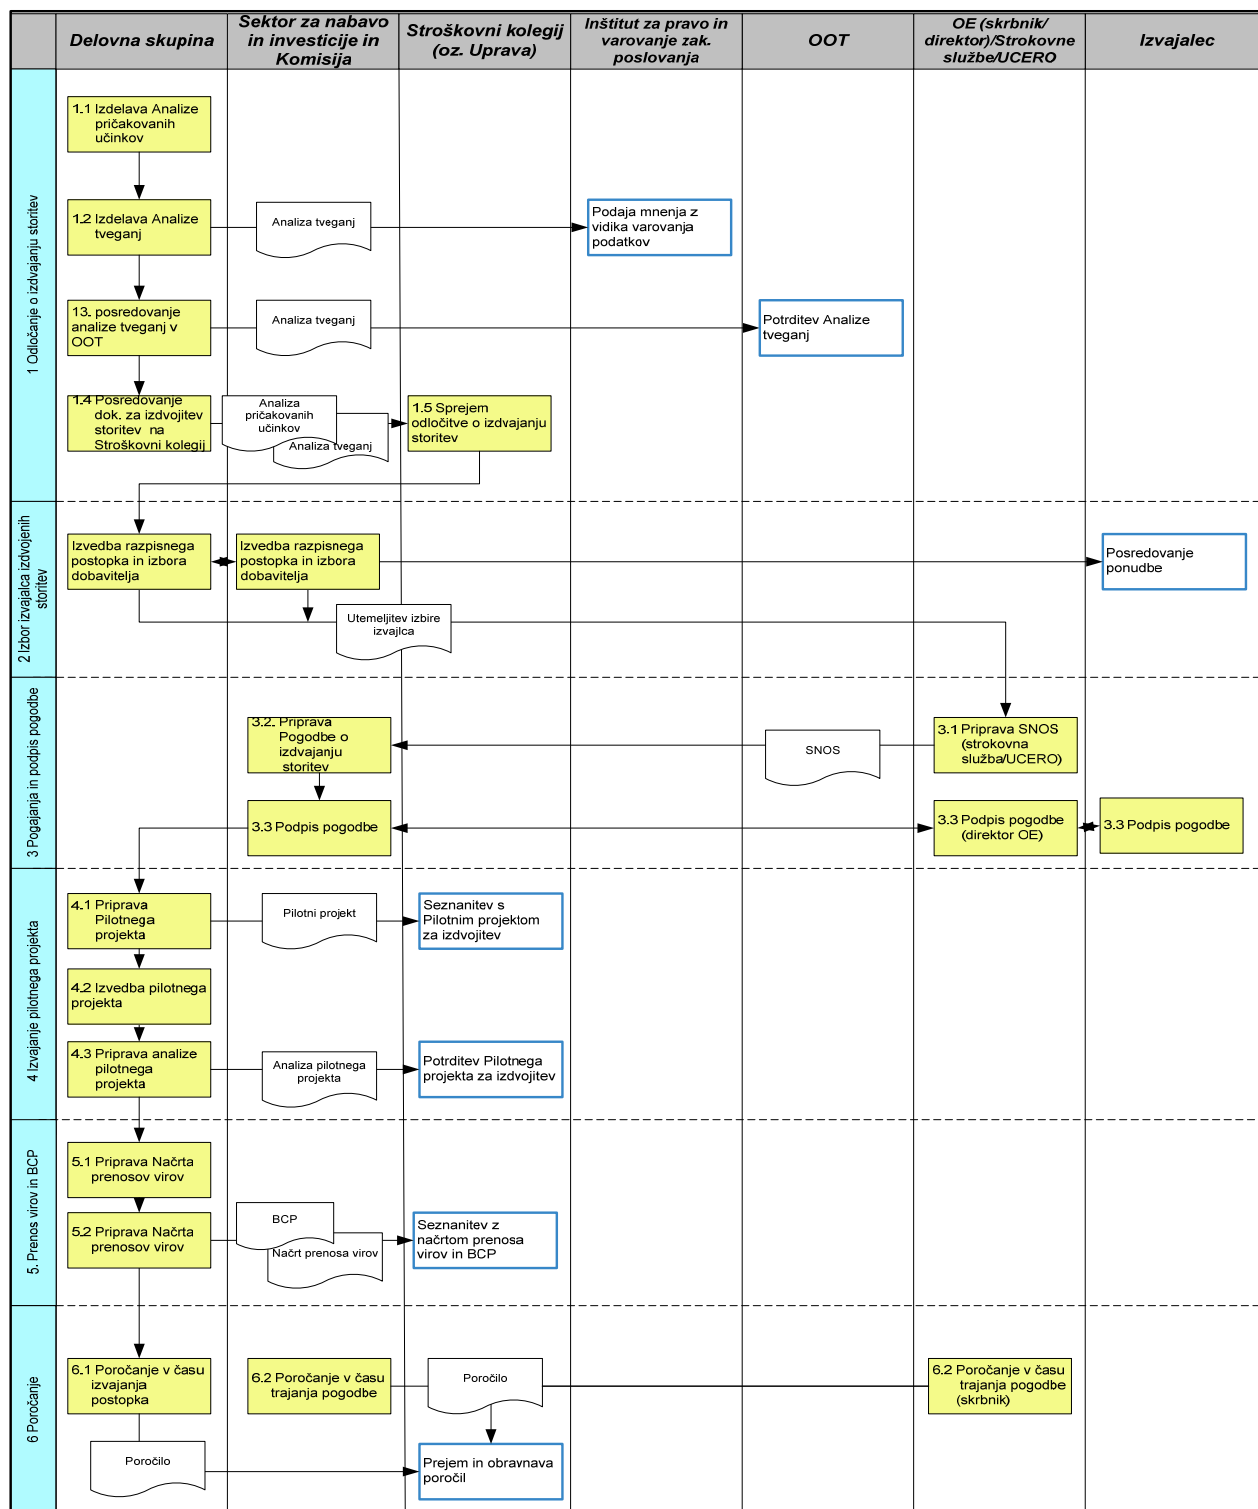 Delovna skupina
Sektor za nabavo
in investicije in
Komisija
Stroškovni kolegij
(oz. Uprava)
Inštitut za pravo in
varovanje zak.
poslovanja
OOT
OE (skrbnik/
direktor)/Strokovne
službe/UCERO
Izvajalec
1 Odločanje o izdvajanju storitev
1.1 Izdelava Analize
pričakovanih
učinkov
1.2 Izdelava Analize
tveganj
Analiza tveganj
Podaja mnenja z
vidika varovanja
podatkov
13. posredovanje
analize tveganj v
OOT
Analiza tveganj
Potrditev Analize
tveganj
1.4 Posredovanje
dok. za izdvojitev
storitev na
Stroškovni kolegij
Analiza
pričakovanih
učinkov
Analiza tveganj
1.5 Sprejem
odločitve o izdvajanju
storitev
2 Izbor izvajalca izdvojenih
storitev
Izvedba razpisnega
postopka in izbora
dobavitelja
Izvedba razpisnega
postopka in izbora
dobavitelja
Posredovanje
ponudbe
Utemeljitev izbire
izvajlca
3 Pogajanja in podpis pogodbe
3.2. Priprava
Pogodbe o
izdvajanju
storitev
SNOS
3.1 Priprava SNOS
(strokovna
služba/UCERO)
3.3 Podpis pogodbe
3.3 Podpis pogodbe
(direktor OE)
3.3 Podpis pogodbe
4 Izvajanje pilotnega projekta
4.1 Priprava
Pilotnega
projekta
Pilotni projekt
Seznanitev s
Pilotnim projektom
za izdvojitev
4.2 Izvedba pilotnega
projekta
4.3 Priprava analize
pilotnega
projekta
Analiza pilotnega
projekta
Potrditev Pilotnega
projekta za izdvojitev
5. Prenos virov in BCP
5.1 Priprava Načrta
prenosov virov
5.2 Priprava Načrta
prenosov virov
BCP
Načrt prenosa virov
Seznanitev z
načrtom prenosa
virov in BCP
6 Poročanje
6.1 Poročanje v času
izvajanja
postopka
6.2 Poročanje v času
trajanja pogodbe
Poročilo
6.2 Poročanje v času
trajanja pogodbe
(skrbnik)
Poročilo
Prejem in obravnava
poročil